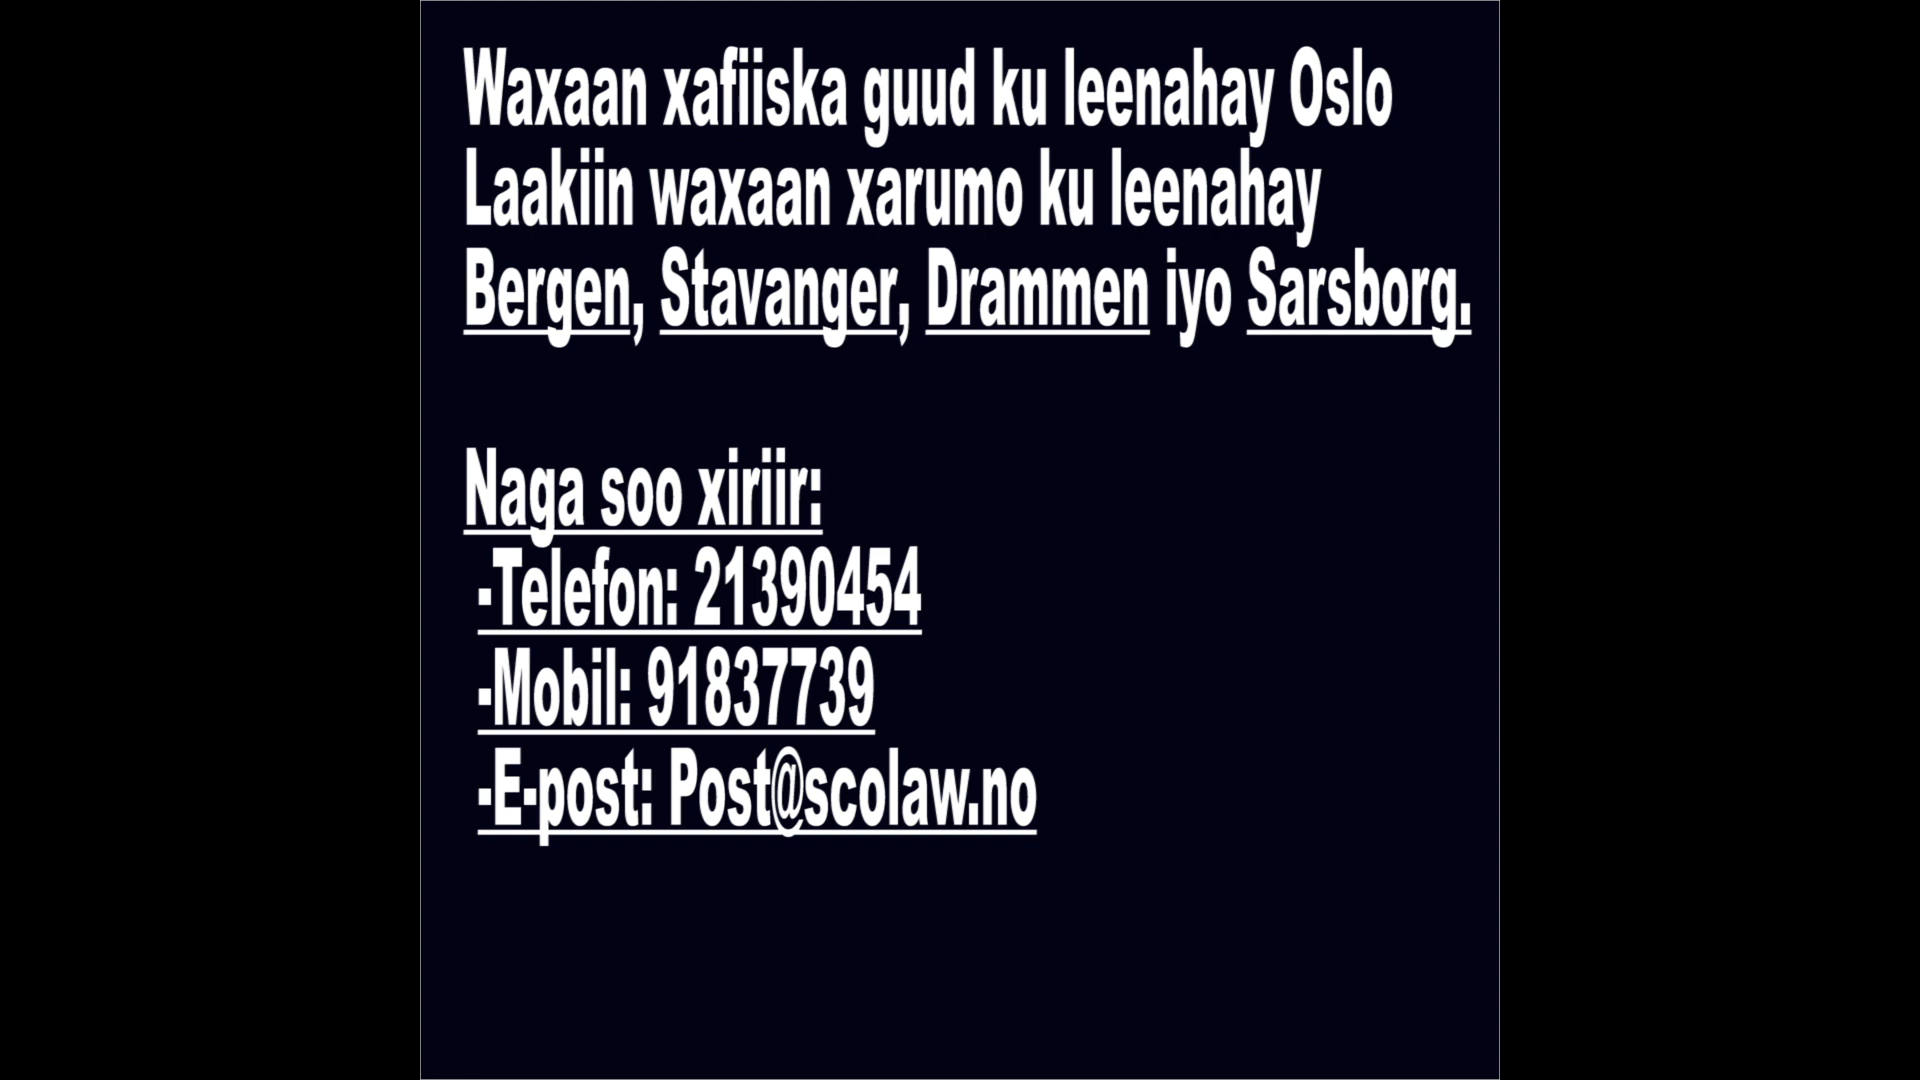 Waxaan xafiiska guud ku leenahay Oslo
Laakiin waxaan xarumo ku leenahay
Bergen, Stavanger, Drammen iyo Sarsborg.
Naga soo xiriir:
-Telefon: 21390454
-Mobil: 91837739
-E-post: Post@scolaw.no